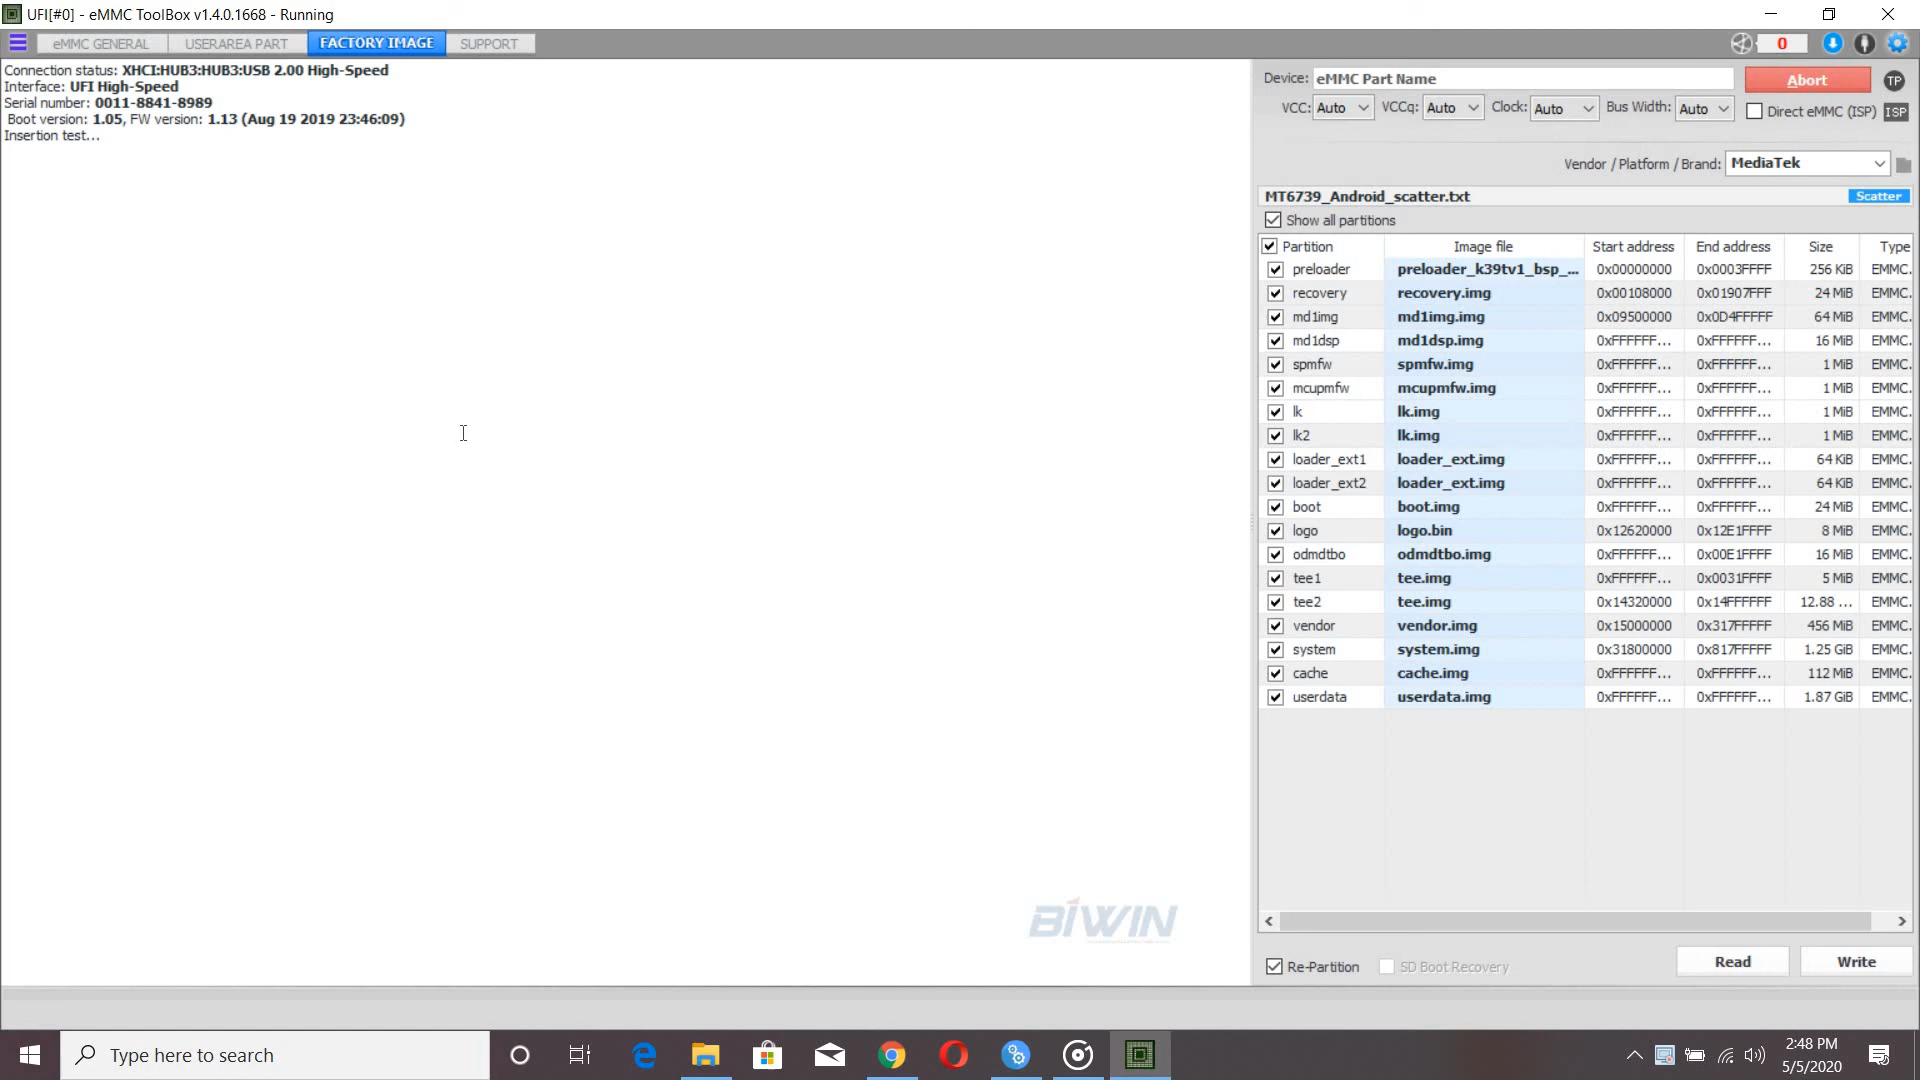 UFI[#0] - eMMC ToolBox v1.4.0.1668 - Running
eMMC GENERAL USERAREA PART FACTORY IMAGE SUPPORT 0
Connection status: XHCI:HUB3:HUB3:USB 2.00 High-Speed
Interface: UFI High-Speed
Serial number: 0011-8841-8989
Boot version: 1.05, FW version: 1.13 (Aug 19 2019 23:46:09)
Insertion test...
BIWIN
Device: eMMC Part Name Abort TP
VCC: Auto VCCq: Auto Clock: Auto Bus Width: Auto Direct eMMC (ISP) ISP
Vendor / Platform / Brand: MediaTek
MT6739_Android_scatter.txt Scatter
Show all partitions
Partition Image file Start address End address Size Type
preloader preloader_k39tv1_bsp_... 0x00000000 0x0003FFFF 256 KiB EMMC.
recovery recovery.img 0x00108000 0x01907FFF 24 MiB EMMC.
md1img md1img.img 0x09500000 0x0D4FFFFF 64 MiB EMMC.
md1dsp md1dsp.img 0xFFFFFF... 0xFFFFFF... 16 MiB EMMC.
spmfw spmfw.img 0xFFFFFF... 0xFFFFFF... 1 MiB EMMC.
mcupmfw mcupmfw.img 0xFFFFFF... 0xFFFFFF... 1 MiB EMMC.
lk lk.img 0xFFFFFF... 0xFFFFFF... 1 MiB EMMC.
lk2 lk.img 0xFFFFFF... 0xFFFFFF... 1 MiB EMMC.
loader_ext1 loader_ext.img 0xFFFFFF... 0xFFFFFF... 64 KiB EMMC.
loader_ext2 loader_ext.img 0xFFFFFF... 0xFFFFFF... 64 KiB EMMC.
boot boot.img 0xFFFFFF... 0xFFFFFF... 24 MiB EMMC.
logo logo.bin 0x12620000 0x12E1FFFF 8 MiB EMMC.
odmdtbo odmdtbo.img 0xFFFFFF... 0x00E1FFFF 16 MiB EMMC.
tee1 tee.img 0xFFFFFF... 0x0031FFFF 5 MiB EMMC.
tee2 tee.img 0x14320000 0x14FFFFFF 12.88 ... EMMC.
vendor vendor.img 0x15000000 0x317FFFFF 456 MiB EMMC.
system system.img 0x31800000 0x817FFFFF 1.25 GiB EMMC.
cache cache.img 0xFFFFFF... 0xFFFFFF... 112 MiB EMMC.
userdata userdata.img 0xFFFFFF... 0xFFFFFF... 1.87 GiB EMMC.
Re-Partition SD Boot Recovery Read Write
Type here to search
2:48 PM
5/5/2020